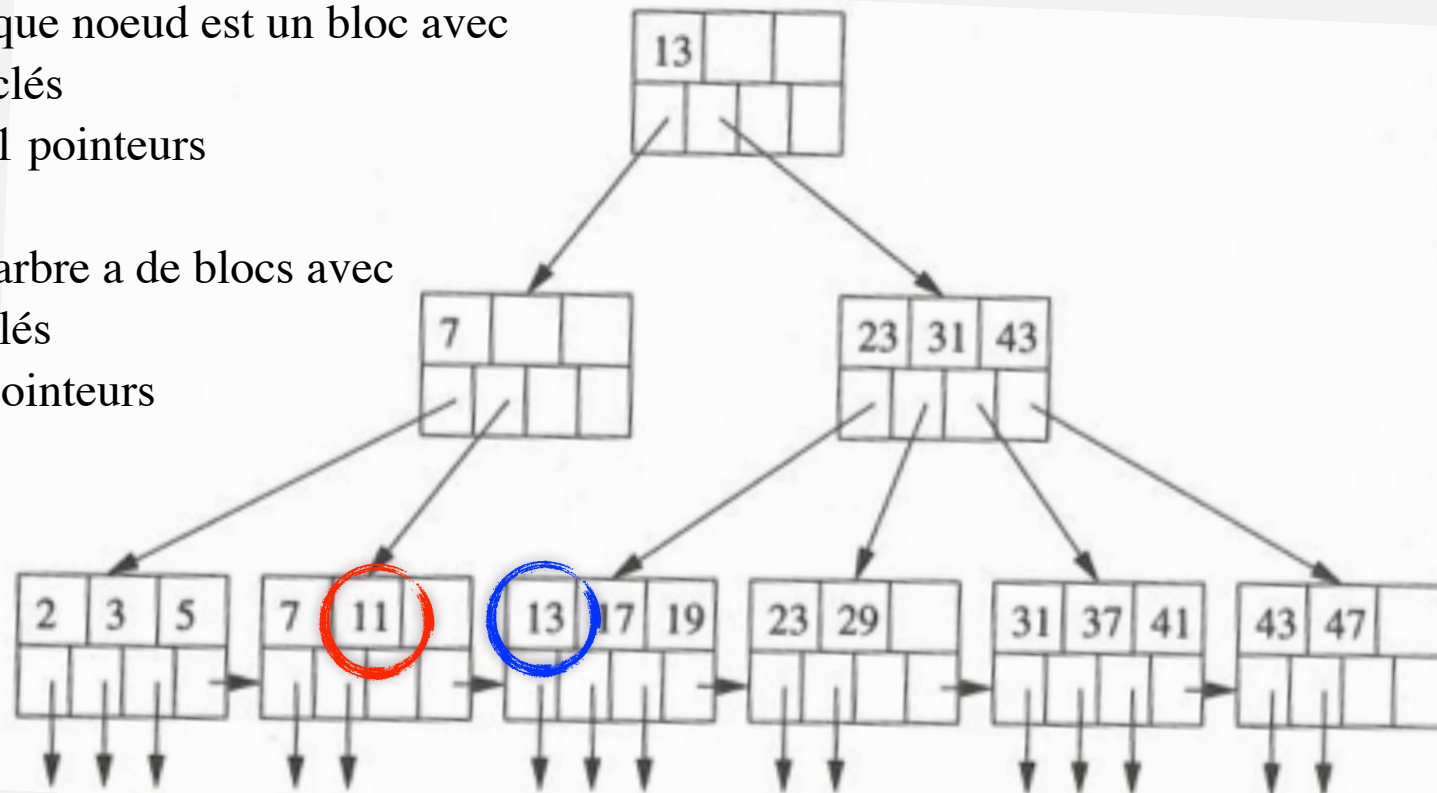 que noeud est un bloc avec
clés
1 pointeurs
arbre a de blocs avec
lés
ointeurs
13
7
23 31 43
2 3 5 7 11 13 17 19 23 29 31 37 41 43 47